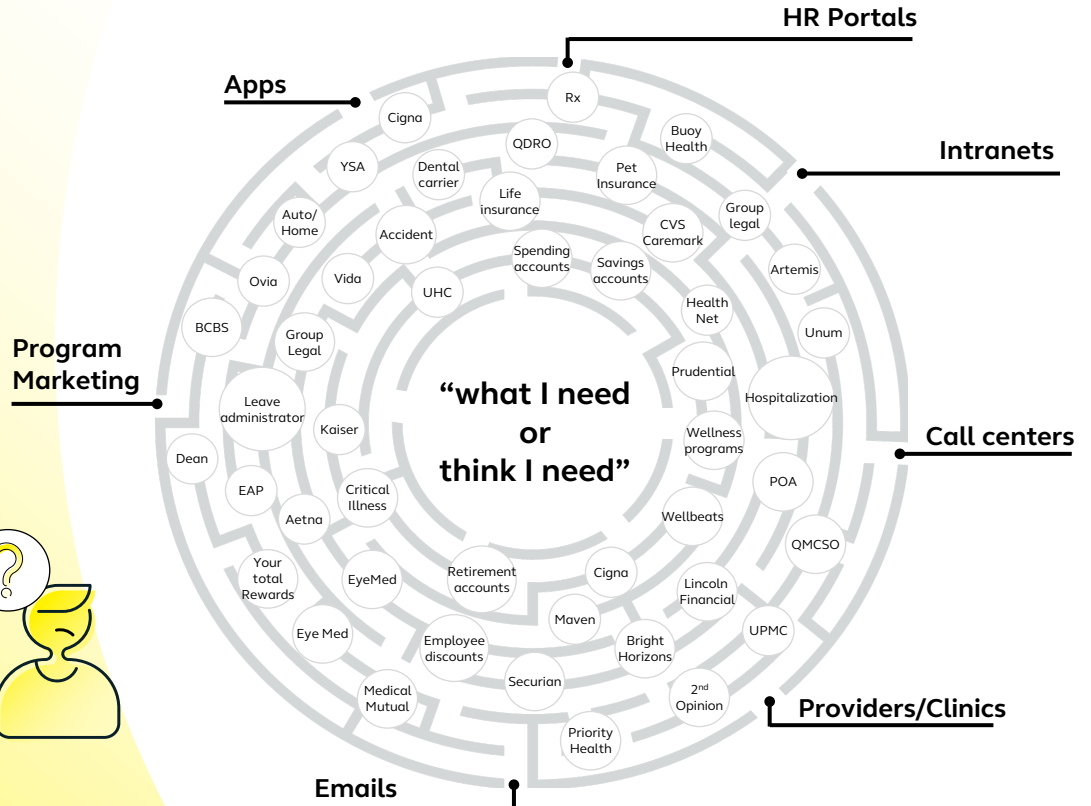 HR Portals
Apps
Intranets
Program
Marketing
Call centers
Providers/Clinics
Emails
“what I need
or
think I need”
Rx
Cigna
Buoy
Health
QDRO
YSA
Dental
carrier
Pet
Insurance
Life
insurance
Group
legal
Auto/
Home
Accident
CVS
Caremark
Spending
accounts
Savings
accounts
Artemis
Ovia
Vida
UHC
Health
Net
BCBS
Group
Legal
Unum
Prudential
Hospitalization
Leave
administrator
Kaiser
Wellness
programs
Dean
EAP
Critical
Illness
POA
Aetna
Wellbeats
QMCSO
Your
total
Rewards
EyeMed
Retirement
accounts
Cigna
Lincoln
Financial
Maven
Eye Med
Employee
discounts
Bright
Horizons
UPMC
Securian
Medical
Mutual
2nd
Opinion
Priority
Health
?